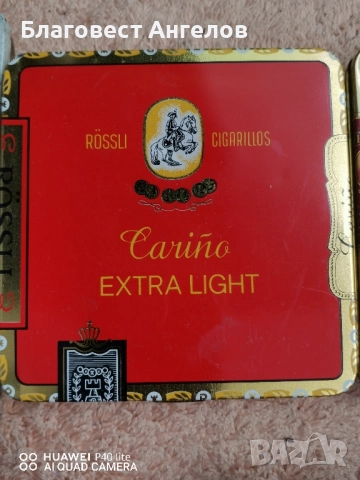 Благовест Ангелов
RÖSSLI CIGARILLOS
Cariño
EXTRA LIGHT
RÖSSLI
HUAWEI P40 lite
AI QUAD CAMERA
BAZAR